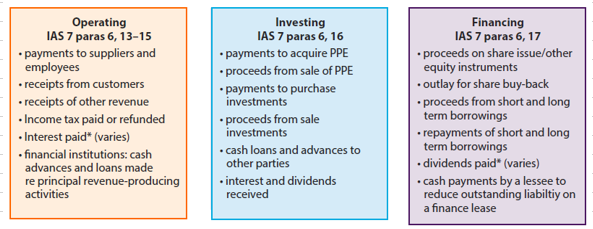 Operating
IAS 7 paras 6, 13–15
• payments to suppliers and
employees
• receipts from customers
• receipts of other revenue
• Income tax paid or refunded
• Interest paid* (varies)
• financial institutions: cash
advances and loans made
re principal revenue-producing
activities
Investing
IAS 7 paras 6, 16
• payments to acquire PPE
• proceeds from sale of PPE
• payments to purchase
investments
• proceeds from sale
investments
• cash loans and advances to
other parties
• interest and dividends
received
Financing
IAS 7 paras 6, 17
• proceeds on share issue/other
equity instruments
• outlay for share buy-back
• proceeds from short and long
term borrowings
• repayments of short and long
term borrowings
• dividends paid* (varies)
• cash payments by a lessee to
reduce outstanding liabiltiy on
a finance lease